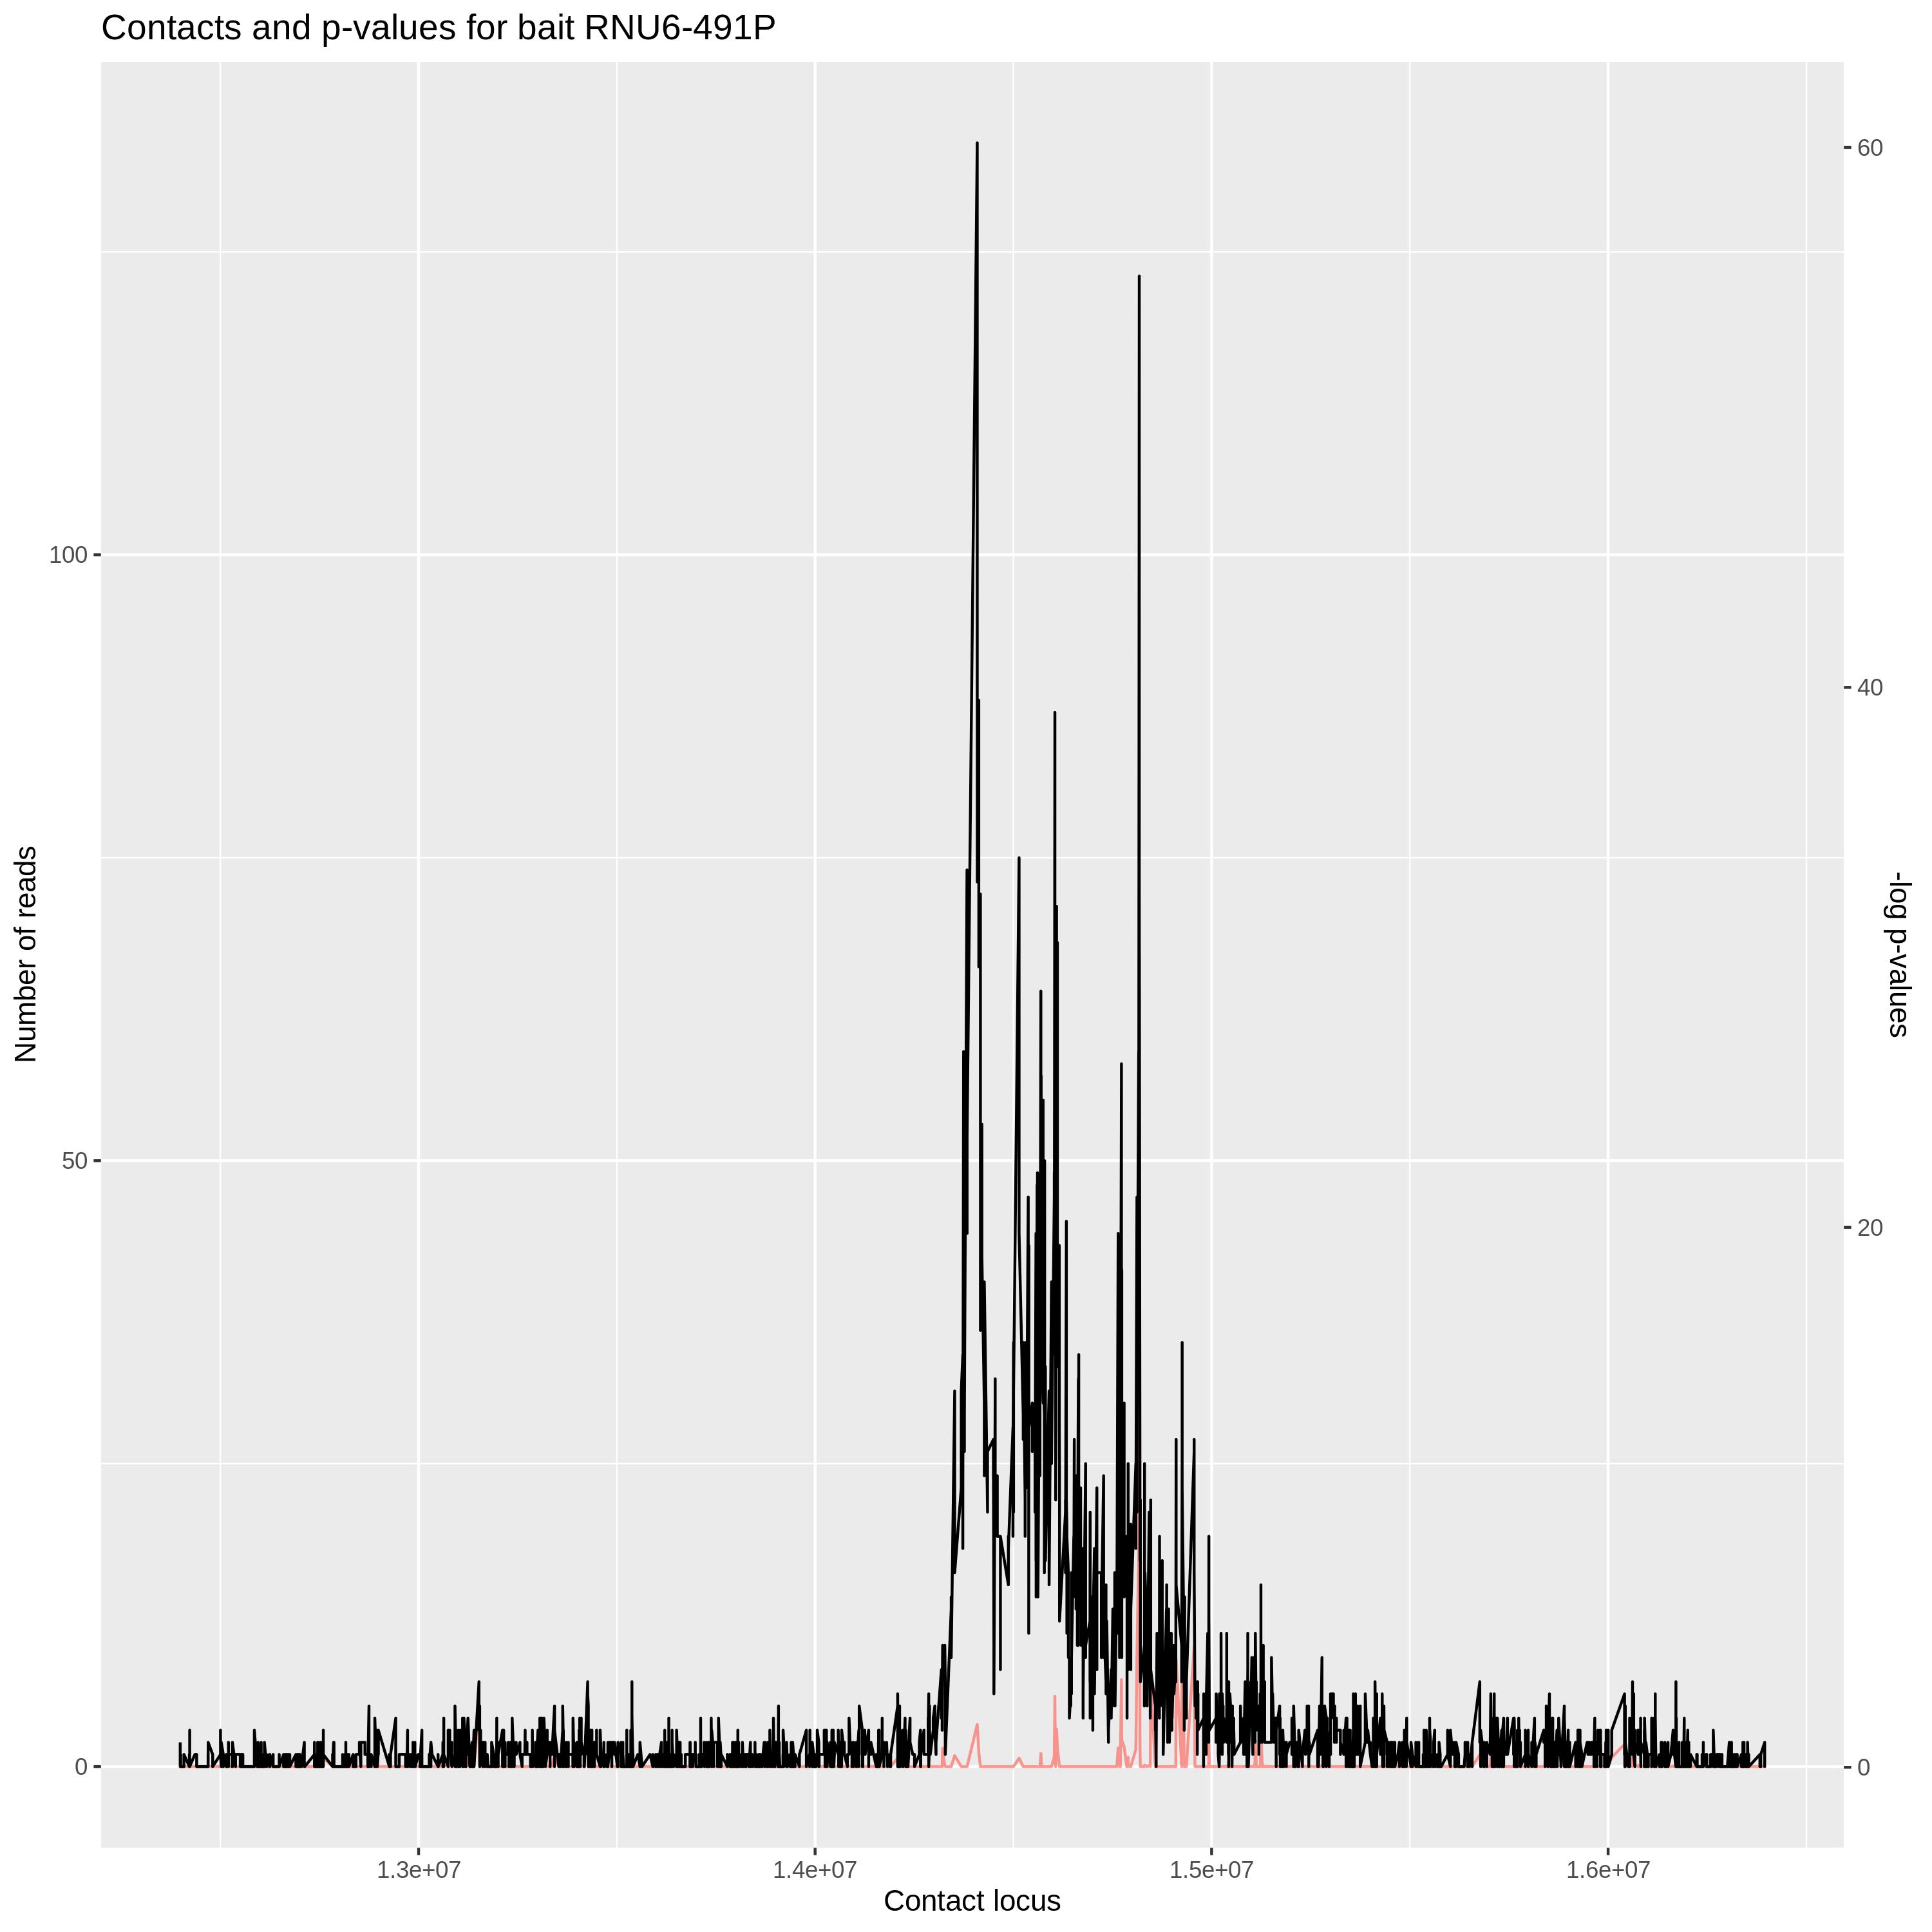 Contacts and p-values for bait RNU6-491P
60
100
40
Number of reads
-log p-values
50
20
0
0
1.3e+07
1.4e+07
1.5e+07
1.6e+07
Contact locus